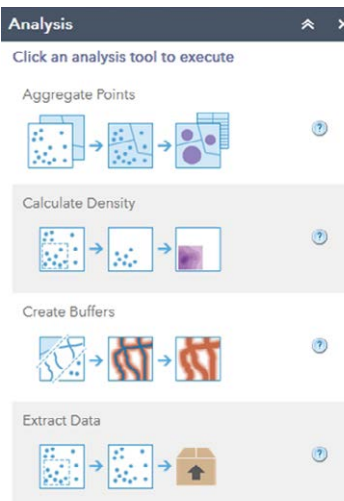 Analysis
Click an analysis tool to execute
Aggregate Points
?
Calculate Density
?
Create Buffers
?
Extract Data
?